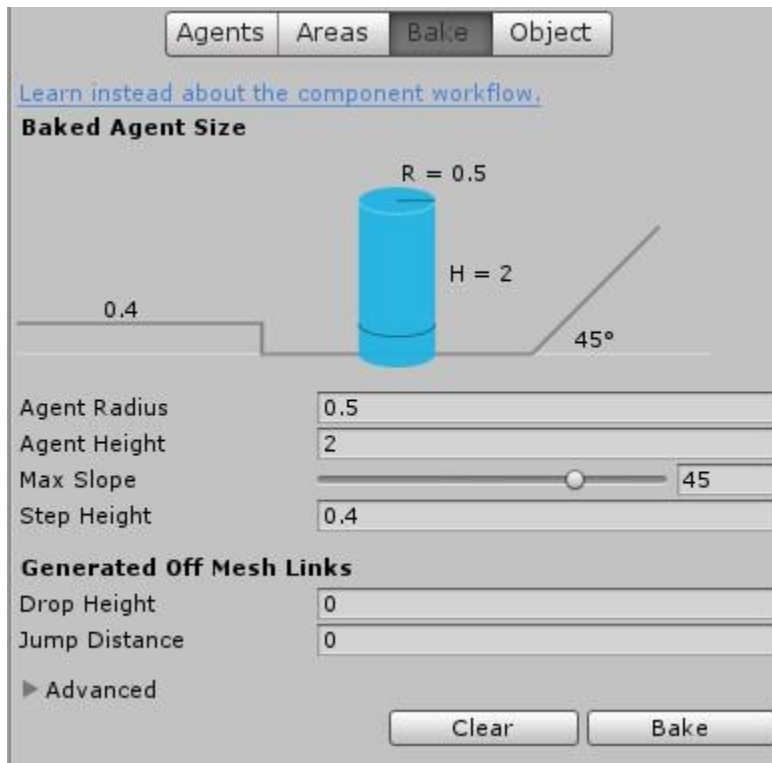 Agents Areas Bake Object
Learn instead about the component workflow.
Baked Agent Size
R = 0.5
H = 2
0.4
45°
Agent Radius 0.5
Agent Height 2
Max Slope 45
Step Height 0.4
Generated Off Mesh Links
Drop Height 0
Jump Distance 0
Advanced
Clear Bake